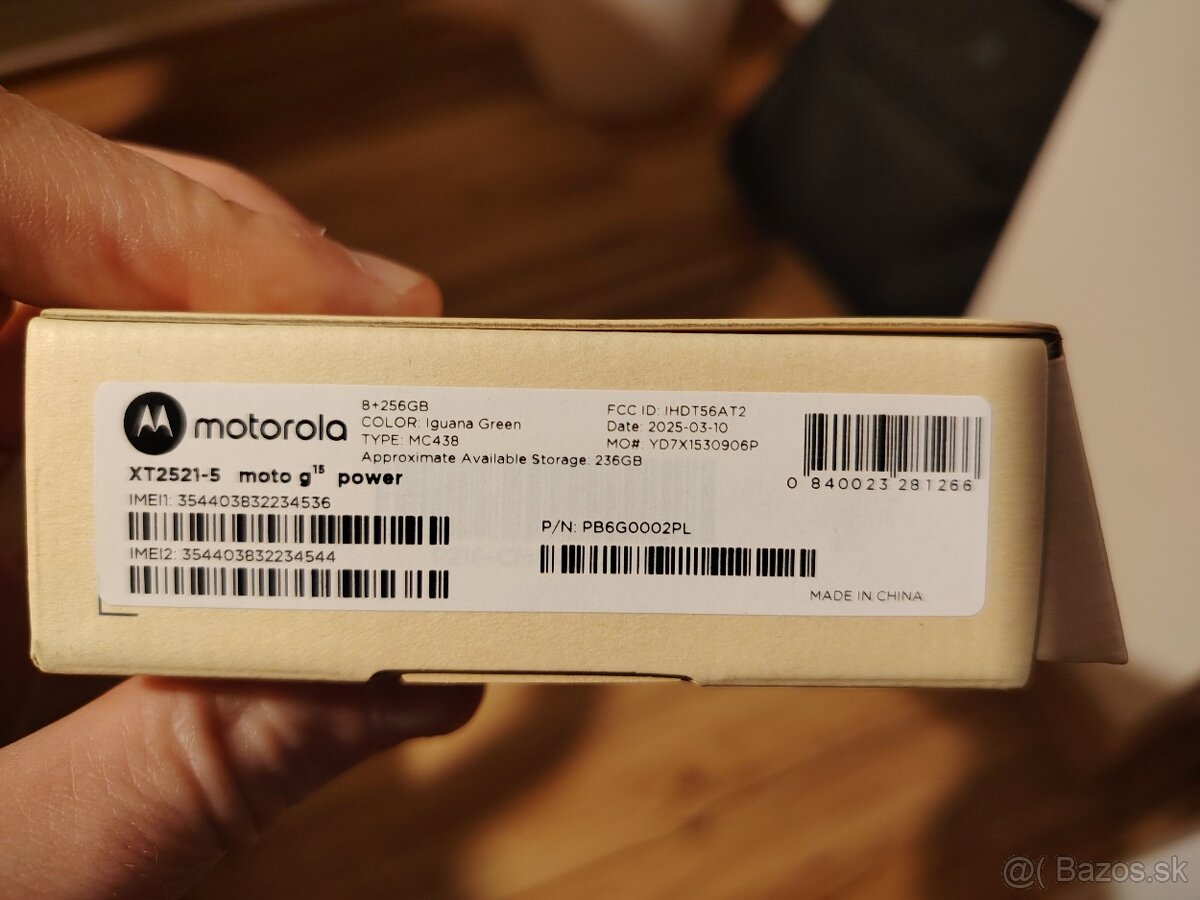 motorola
8+256GB
COLOR: Iguana Green
TYPE: MC438
Approximate Available Storage: 236GB
FCC ID: IHDT56AT2
Date: 2025-03-10
MO#: YD7X1530906P
0 840023 281266
XT2521-5 moto g15 power
IMEI1: 354403832234536
IMEI2: 354403832234544
P/N: PB6G0002PL
MADE IN CHINA
@( Bazos.sk